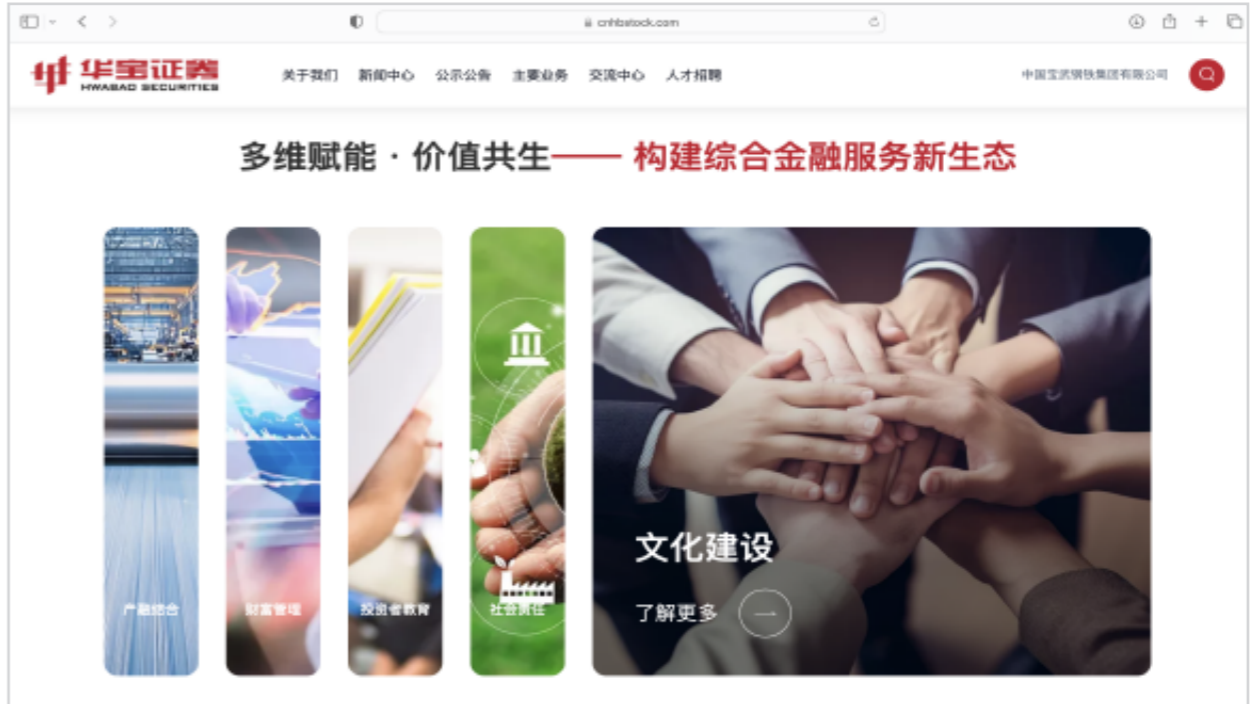 cnhbstock.com
华宝证券
HWABAO SECURITIES
关于我们 新闻中心 公示公告 主要业务 交流中心 人才招聘
中国宝武钢铁集团有限公司
多维赋能 · 价值共生—— 构建综合金融服务新生态
产融结合
财富管理
投资者教育
社会责任
文化建设
了解更多